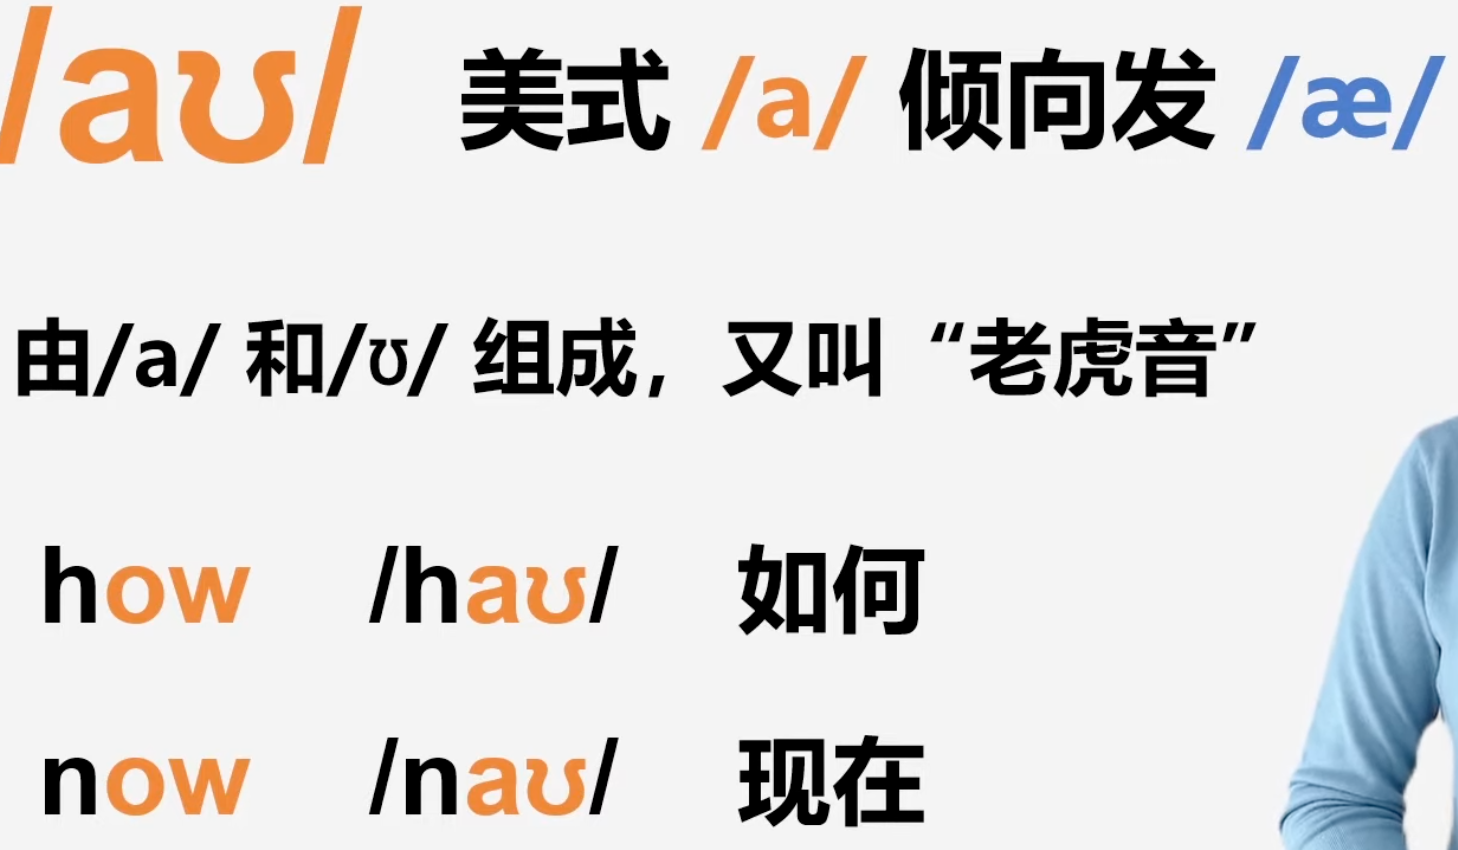 /aʊ/ 美式 /a/ 倾向发 /æ/
由/a/ 和/ʊ/ 组成，又叫“老虎音”
how /haʊ/ 如何
now /naʊ/ 现在